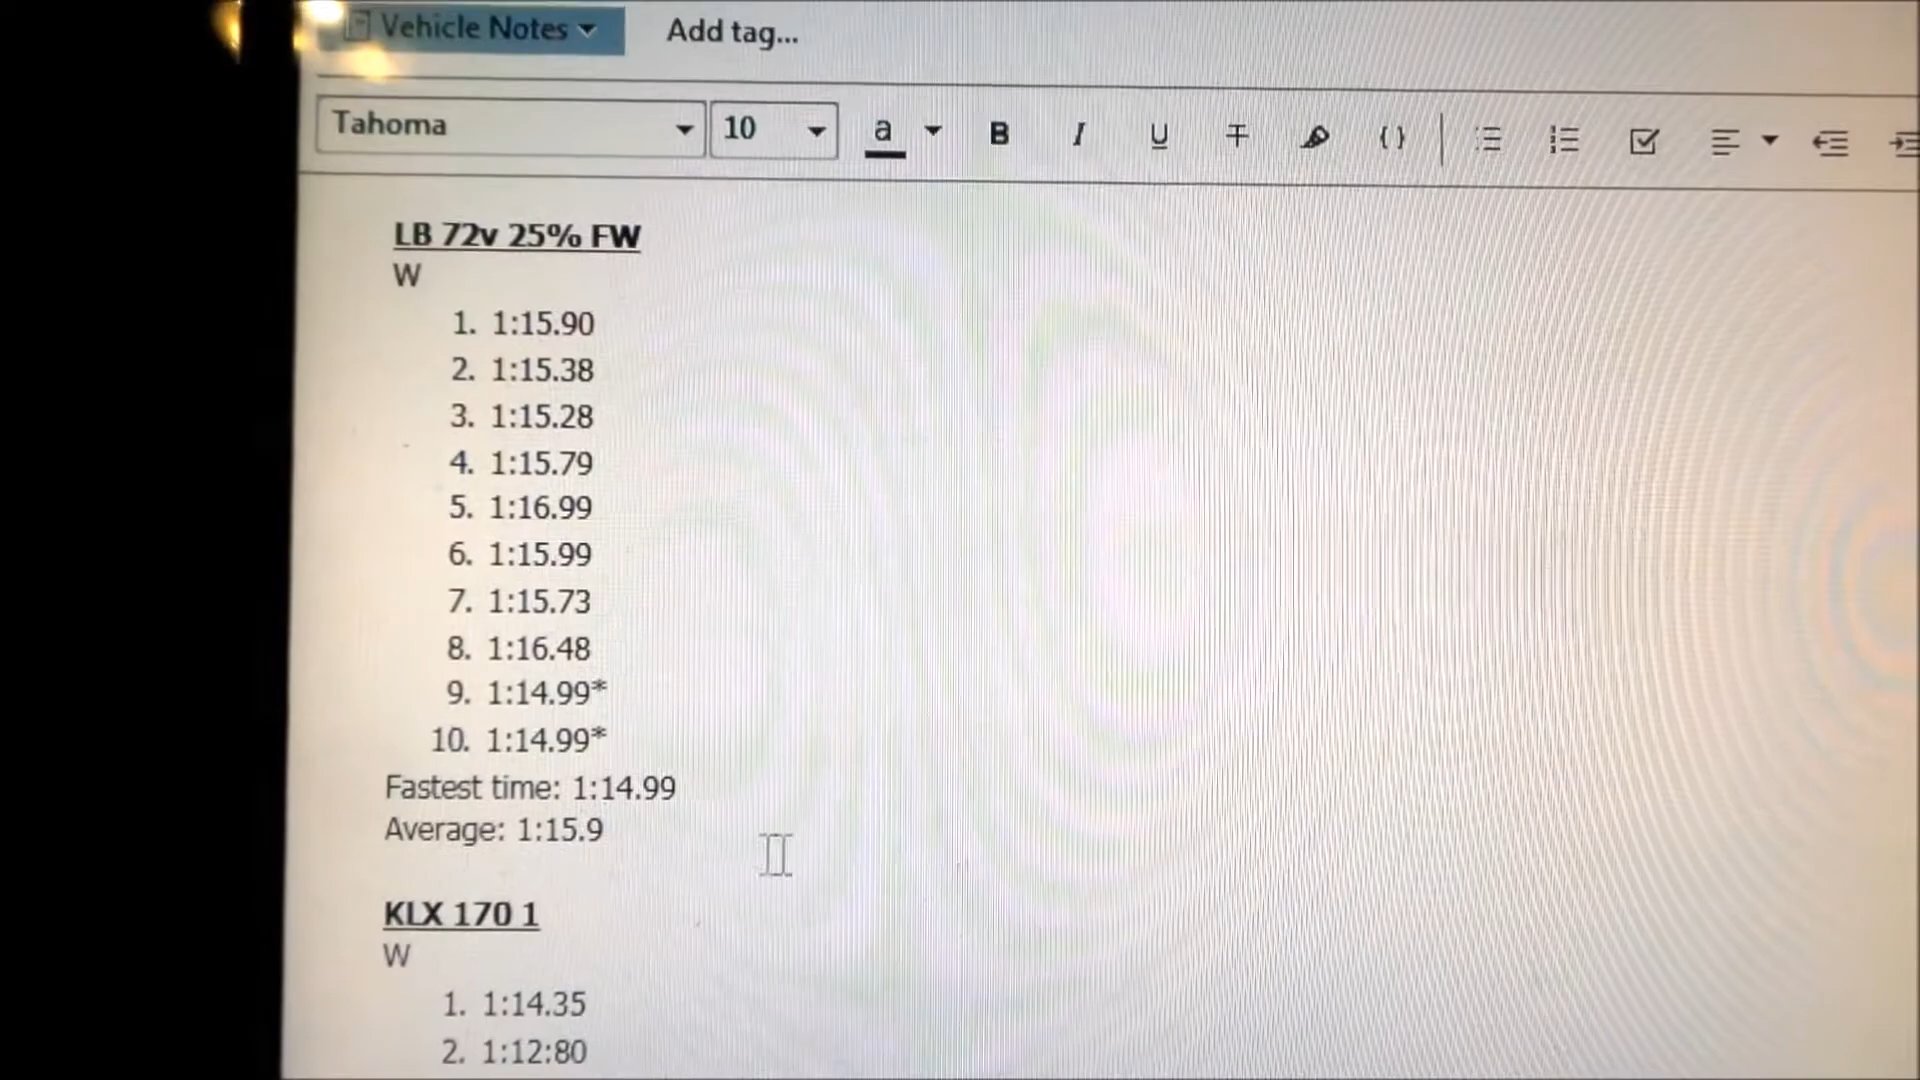 Vehicle Notes Add tag...
Tahoma 10 a B I U T { }
LB 72v 25% FW
W
1. 1:15.90
2. 1:15.38
3. 1:15.28
4. 1:15.79
5. 1:16.99
6. 1:15.99
7. 1:15.73
8. 1:16.48
9. 1:14.99*
10. 1:14.99*
Fastest time: 1:14.99
Average: 1:15.9
KLX 170 1
W
1. 1:14.35
2. 1:12:80